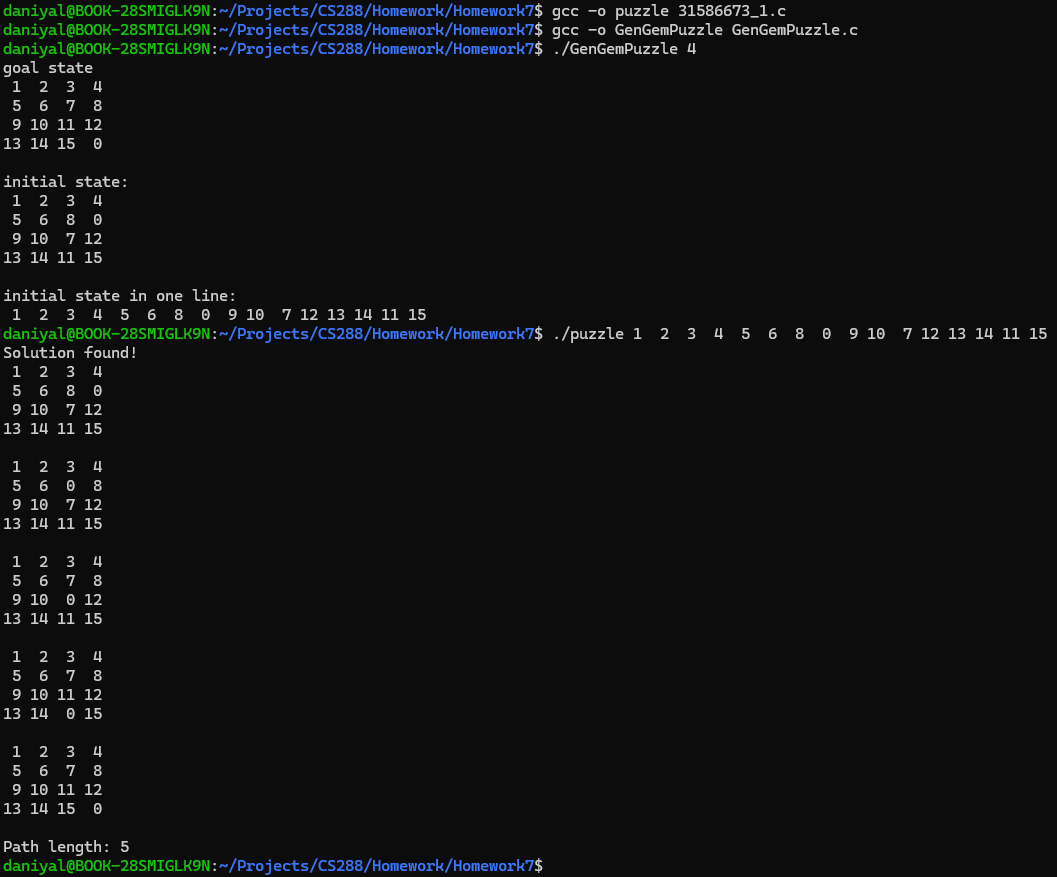 daniyal@BOOK-28SMIGLK9N:~/Projects/CS288/Homework/Homework7$ gcc -o puzzle 31586673_1.c
daniyal@BOOK-28SMIGLK9N:~/Projects/CS288/Homework/Homework7$ gcc -o GenGemPuzzle GenGemPuzzle.c
daniyal@BOOK-28SMIGLK9N:~/Projects/CS288/Homework/Homework7$ ./GenGemPuzzle 4
goal state
 1  2  3  4
 5  6  7  8
 9 10 11 12
13 14 15  0

initial state:
 1  2  3  4
 5  6  8  0
 9 10  7 12
13 14 11 15

initial state in one line:
 1  2  3  4  5  6  8  0  9 10  7 12 13 14 11 15
daniyal@BOOK-28SMIGLK9N:~/Projects/CS288/Homework/Homework7$ ./puzzle 1  2  3  4  5  6  8  0  9 10  7 12 13 14 11 15
Solution found!
 1  2  3  4
 5  6  8  0
 9 10  7 12
13 14 11 15

 1  2  3  4
 5  6  0  8
 9 10  7 12
13 14 11 15

 1  2  3  4
 5  6  7  8
 9 10  0 12
13 14 11 15

 1  2  3  4
 5  6  7  8
 9 10 11 12
13 14  0 15

 1  2  3  4
 5  6  7  8
 9 10 11 12
13 14 15  0

Path length: 5
daniyal@BOOK-28SMIGLK9N:~/Projects/CS288/Homework/Homework7$